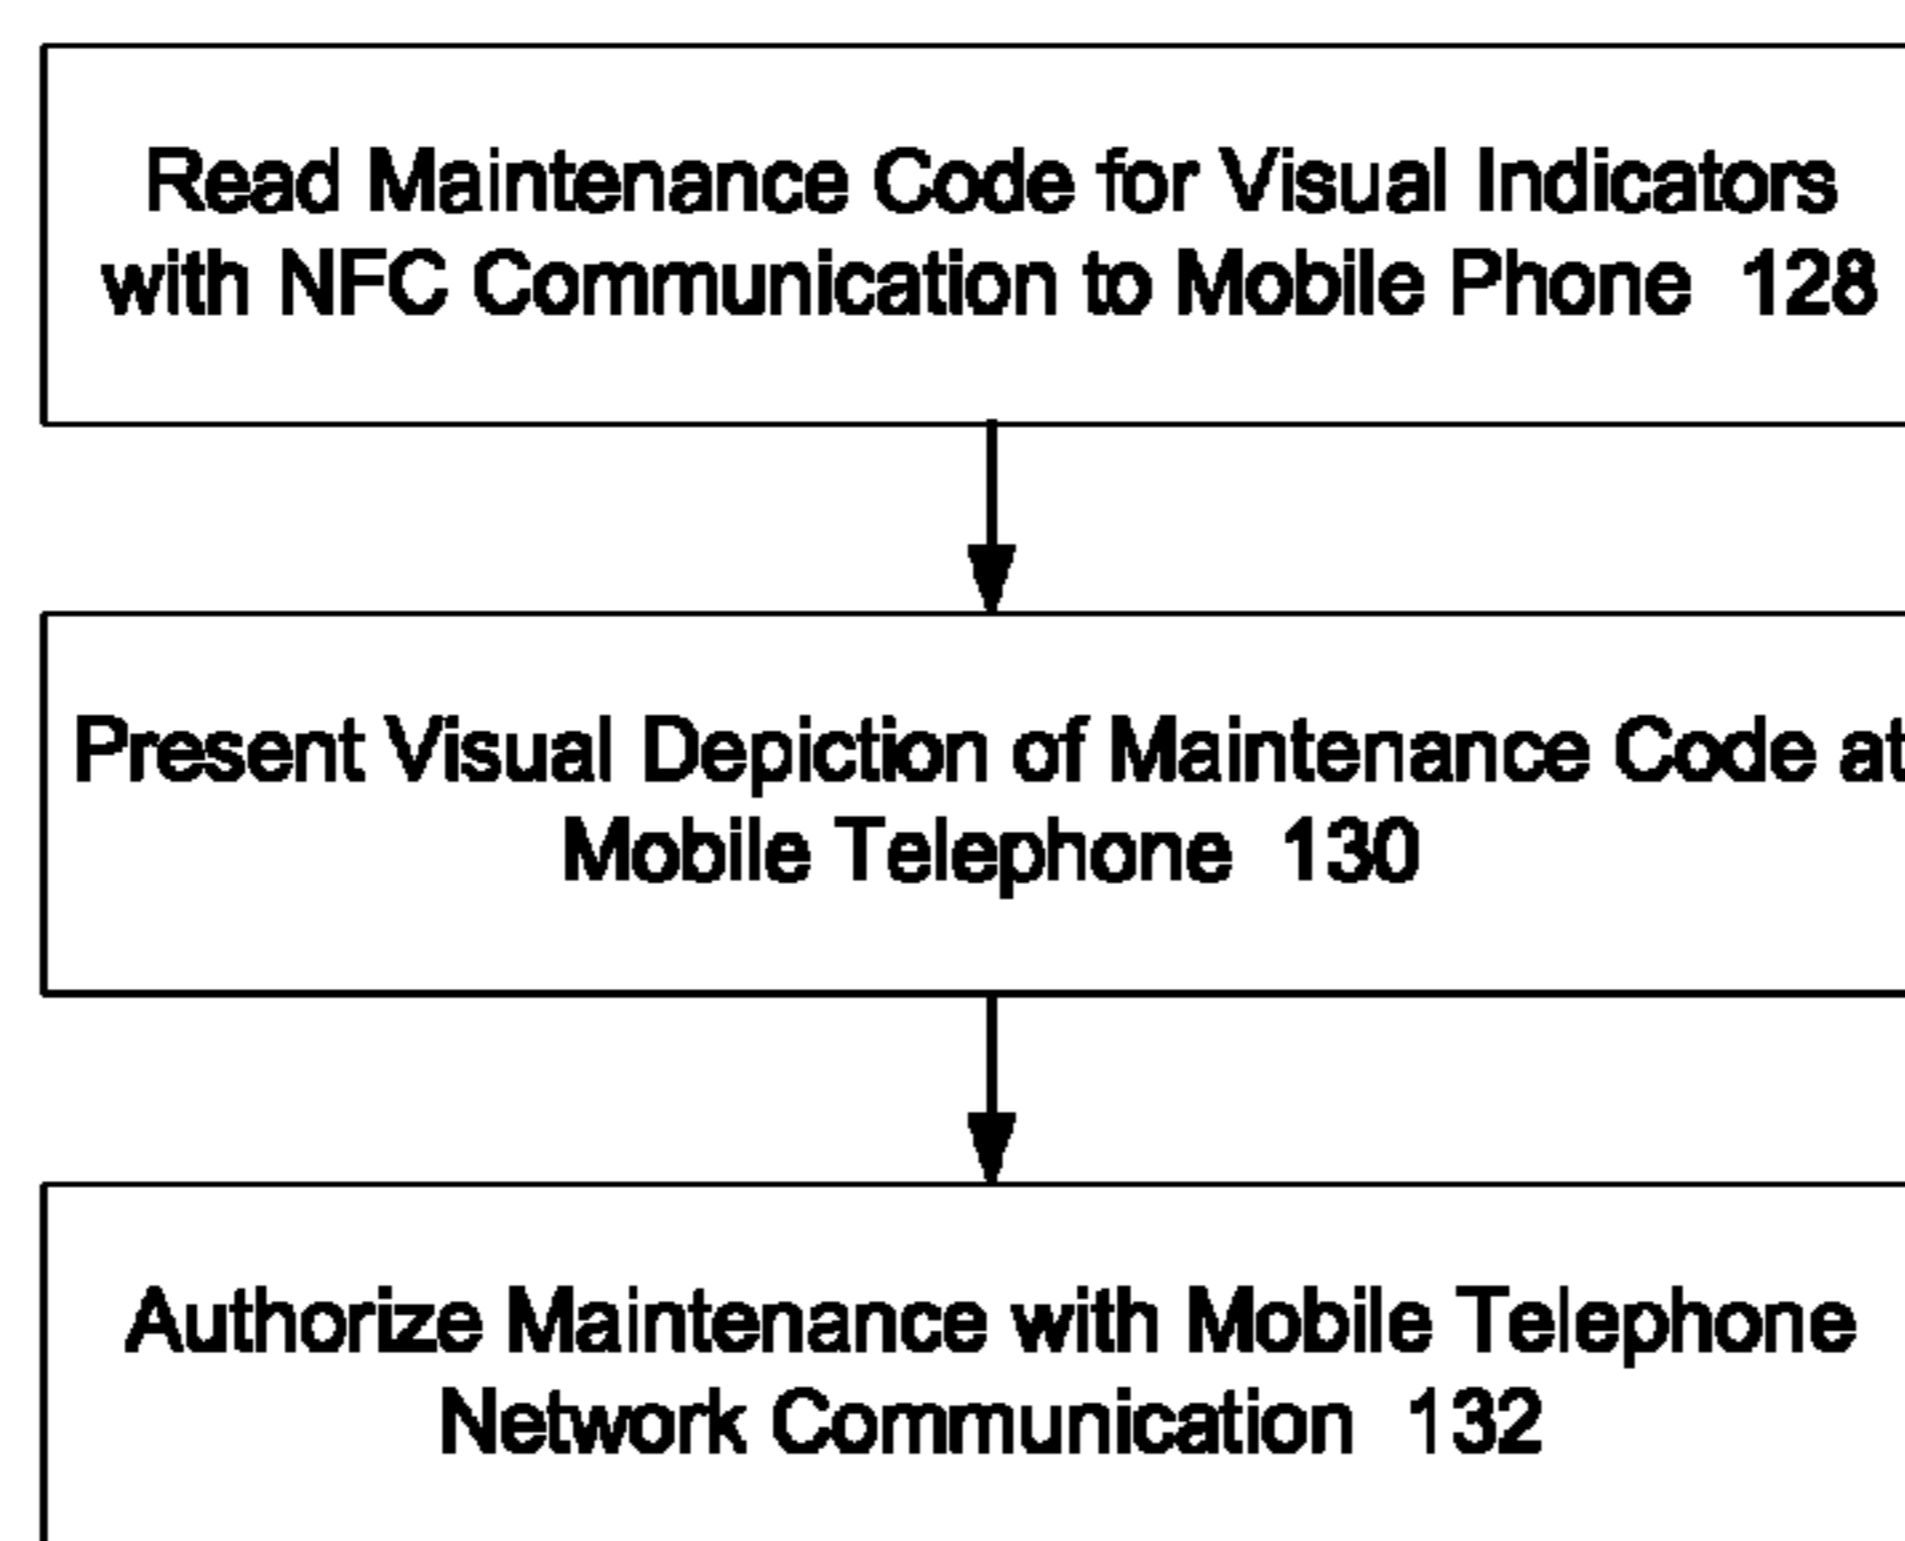 Read Maintenance Code for Visual Indicators
with NFC Communication to Mobile Phone 128
Present Visual Depiction of Maintenance Code at
Mobile Telephone 130
Authorize Maintenance with Mobile Telephone
Network Communication 132